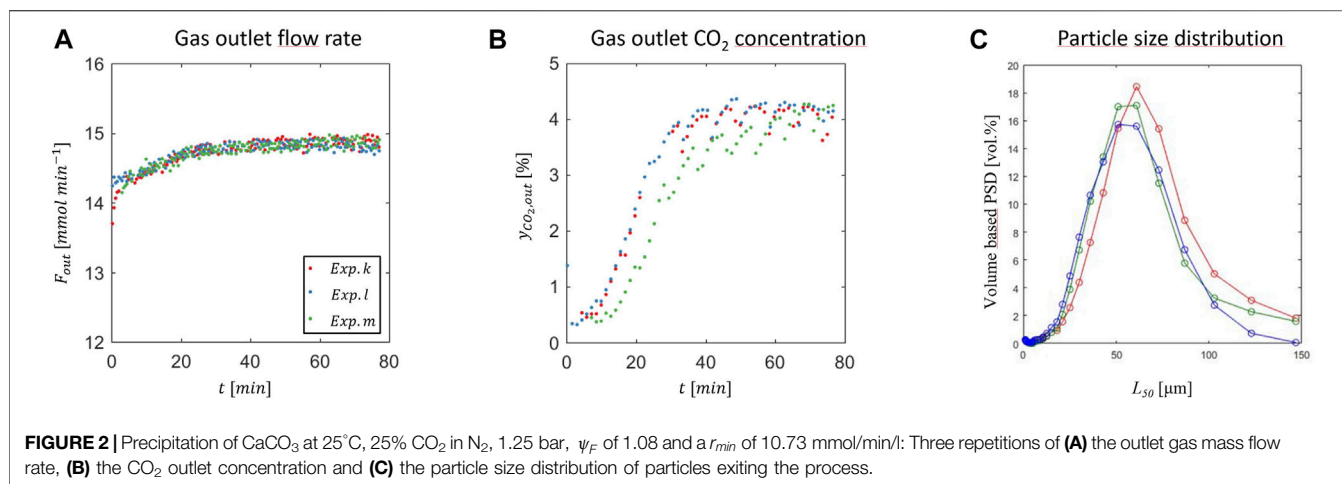 A Gas outlet flow rate
16
15
14
13
12
F_out [mmol min⁻¹]
0 20 40 60 80
t [min]
Exp. k
Exp. l
Exp. m
B Gas outlet CO₂ concentration
5
4
3
2
1
0
y_CO₂,out [%]
0 20 40 60 80
t [min]
C Particle size distribution
20
18
16
14
12
10
8
6
4
2
0
Volume based PSD [vol.%]
0 50 100 150
L₅₀ [µm]
FIGURE 2 | Precipitation of CaCO₃ at 25°C, 25% CO₂ in N₂, 1.25 bar, ψ_F of 1.08 and a r_min of 10.73 mmol/min/l: Three repetitions of (A) the outlet gas mass flow
rate, (B) the CO₂ outlet concentration and (C) the particle size distribution of particles exiting the process.